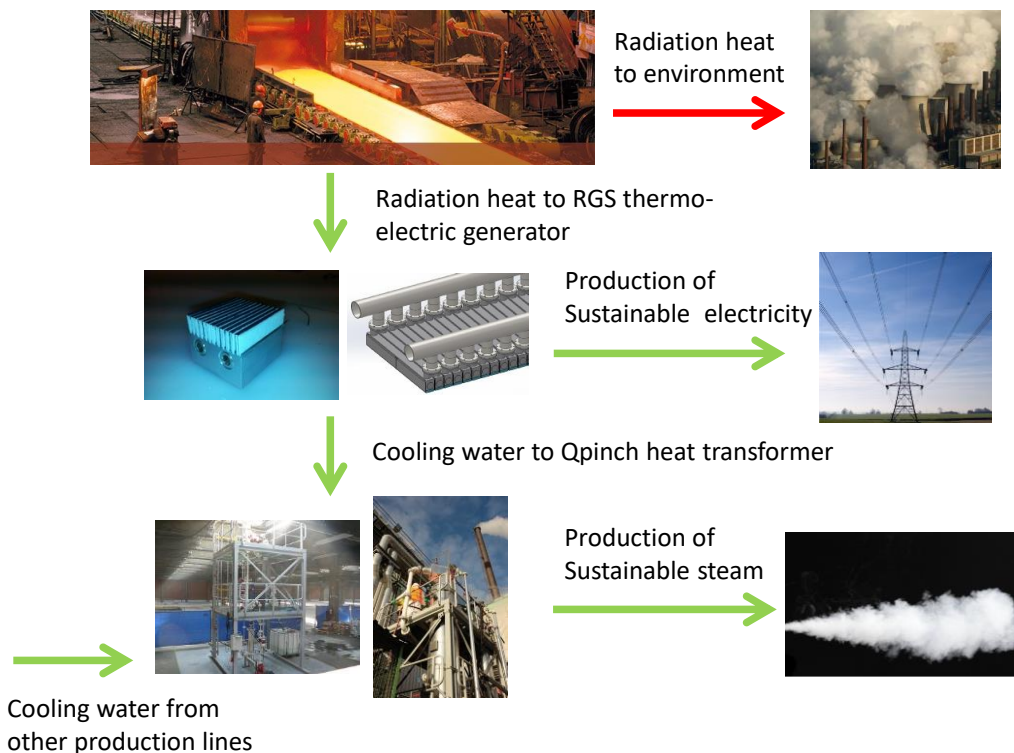 Radiation heat
to environment
Radiation heat to RGS thermo-
electric generator
Production of
Sustainable electricity
Cooling water to Qpinch heat transformer
Production of
Sustainable steam
Cooling water from
other production lines